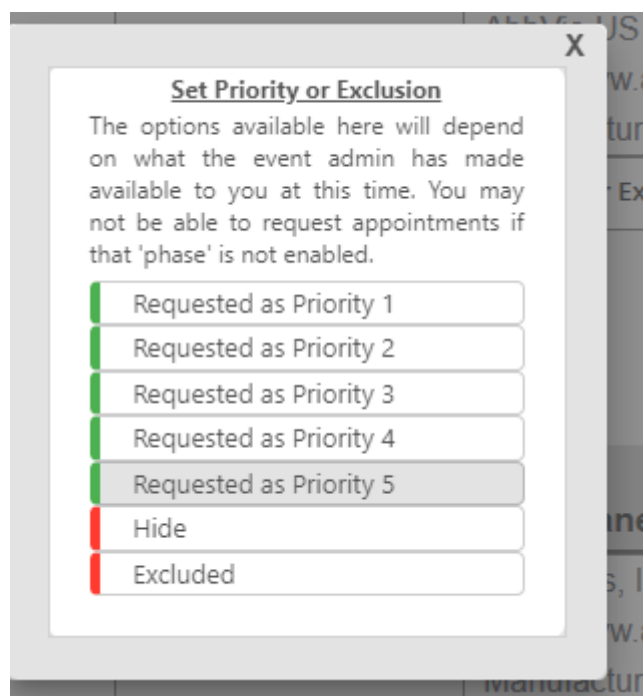 AbbVie US
X
Set Priority or Exclusion
The options available here will depend
on what the event admin has made
available to you at this time. You may
not be able to request appointments if
that 'phase' is not enabled.
Requested as Priority 1
Requested as Priority 2
Requested as Priority 3
Requested as Priority 4
Requested as Priority 5
Hide
Excluded